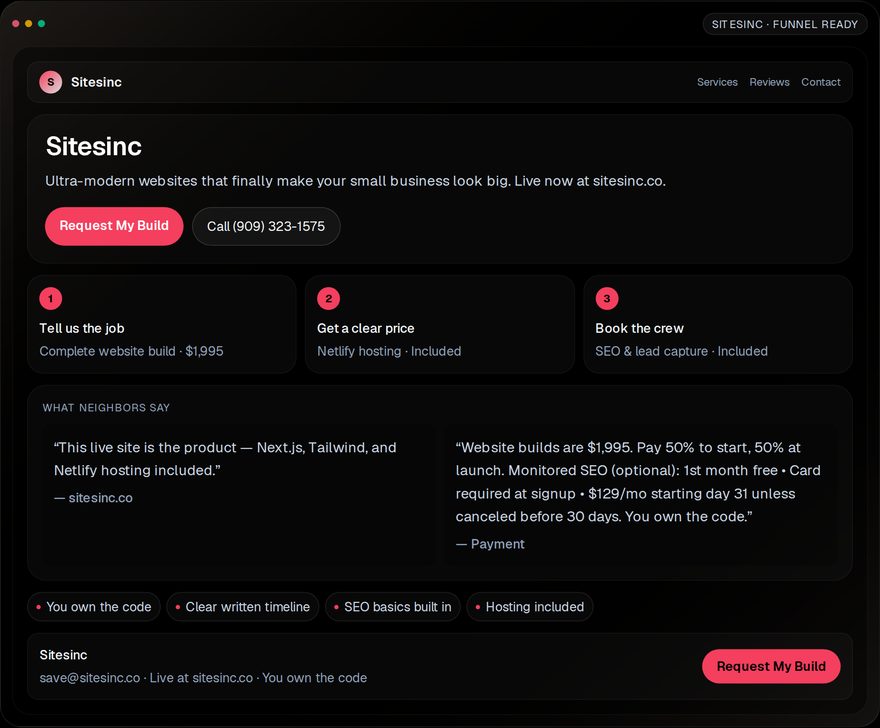 SITESINC · FUNNEL READY
S
Sitesinc
Services
Reviews
Contact
Sitesinc
Ultra-modern websites that finally make your small business look big. Live now at sitesinc.co.
Request My Build
Call (909) 323-1575
1
Tell us the job
Complete website build · $1,995
2
Get a clear price
Netlify hosting · Included
3
Book the crew
SEO & lead capture · Included
WHAT NEIGHBORS SAY
“This live site is the product — Next.js, Tailwind, and
Netlify hosting included.”
— sitesinc.co
“Website builds are $1,995. Pay 50% to start, 50% at
launch. Monitored SEO (optional): 1st month free • Card
required at signup • $129/mo starting day 31 unless
canceled before 30 days. You own the code.”
— Payment
• You own the code
• Clear written timeline
• SEO basics built in
• Hosting included
Sitesinc
save@sitesinc.co · Live at sitesinc.co · You own the code
Request My Build